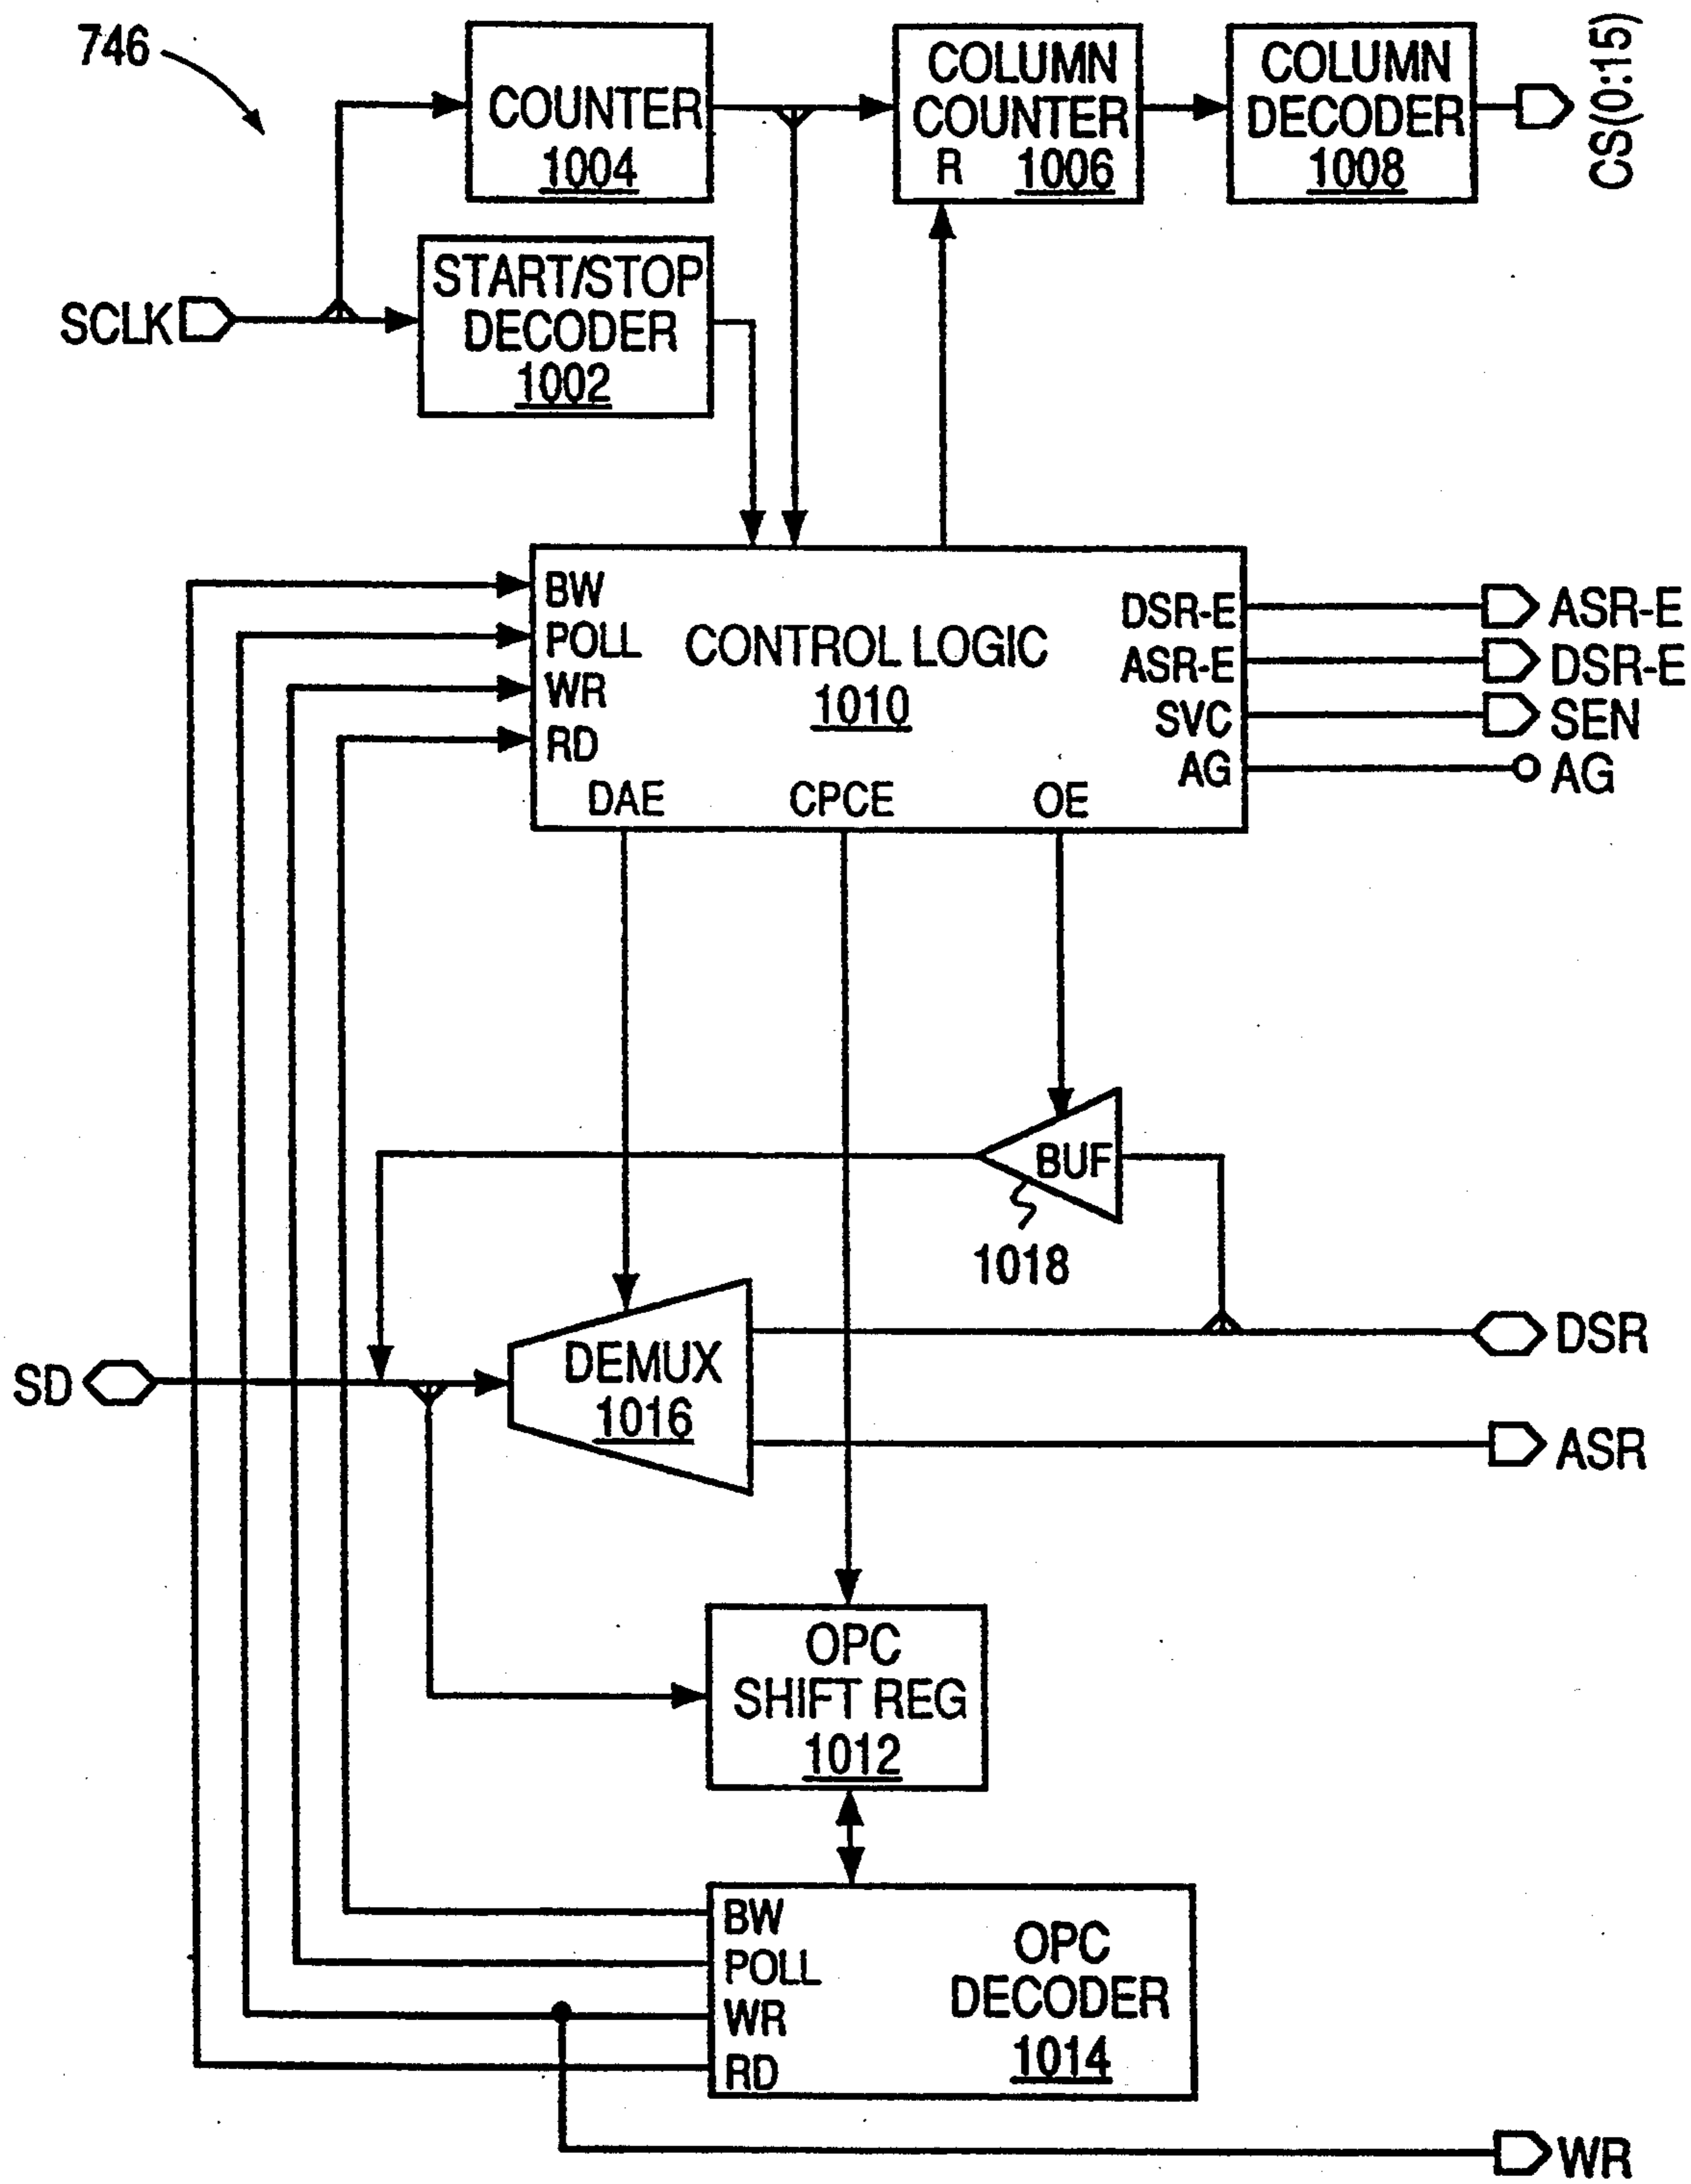 746
COUNTER
1004
COLUMN
COUNTER
R 1006
COLUMN
DECODER
1008
CS(0:15)
SCLK
START/STOP
DECODER
1002
BW
POLL
WR
RD
CONTROL LOGIC
1010
DSR-E
ASR-E
SVC
AG
DAE
CPCE
OE
ASR-E
DSR-E
SEN
AG
BUF
1018
SD
DEMUX
1016
DSR
ASR
OPC
SHIFT REG
1012
BW
POLL
WR
RD
OPC
DECODER
1014
WR